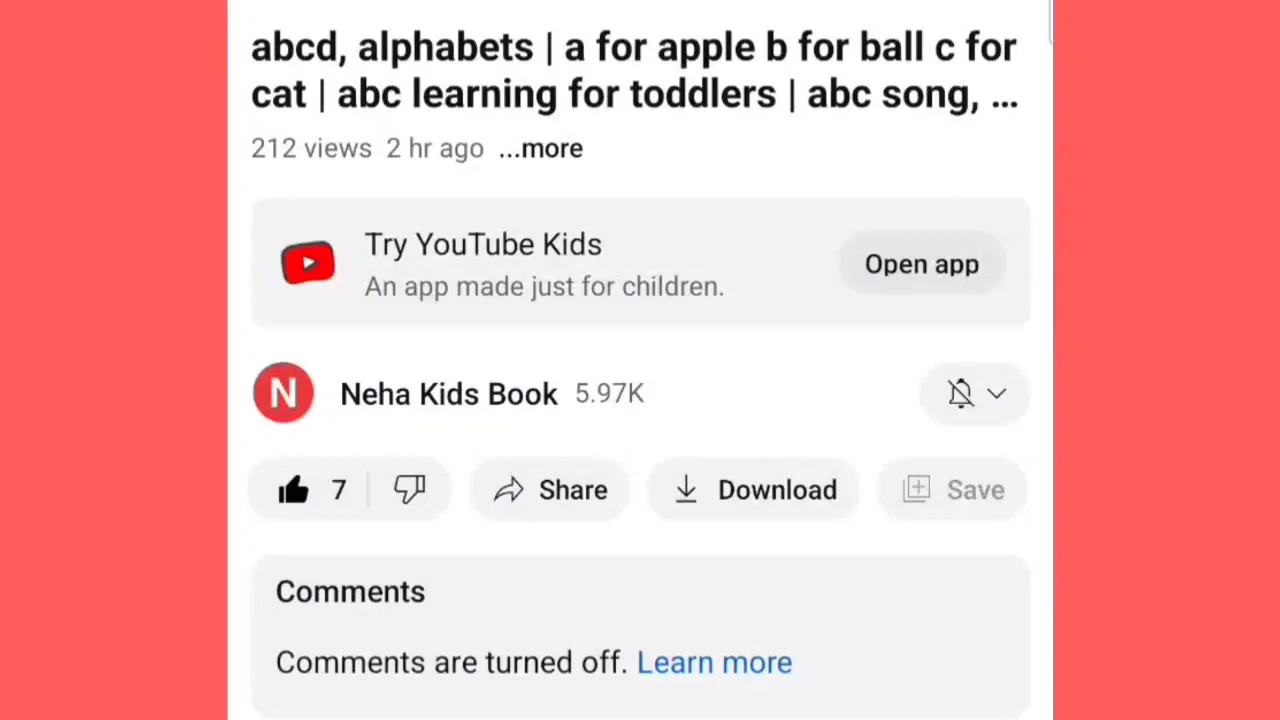 abcd, alphabets | a for apple b for ball c for
cat | abc learning for toddlers | abc song, ...
212 views 2 hr ago ...more
Try YouTube Kids
An app made just for children.
Open app
N Neha Kids Book 5.97K
7 Share Download Save
Comments
Comments are turned off. Learn more